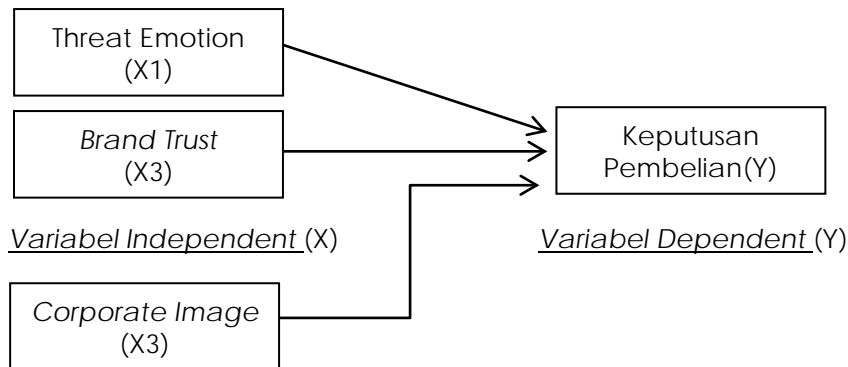 Threat Emotion
(X1)
Brand Trust
(X3)
Keputusan
Pembelian(Y)
Variabel Independent (X)
Variabel Dependent (Y)
Corporate Image
(X3)